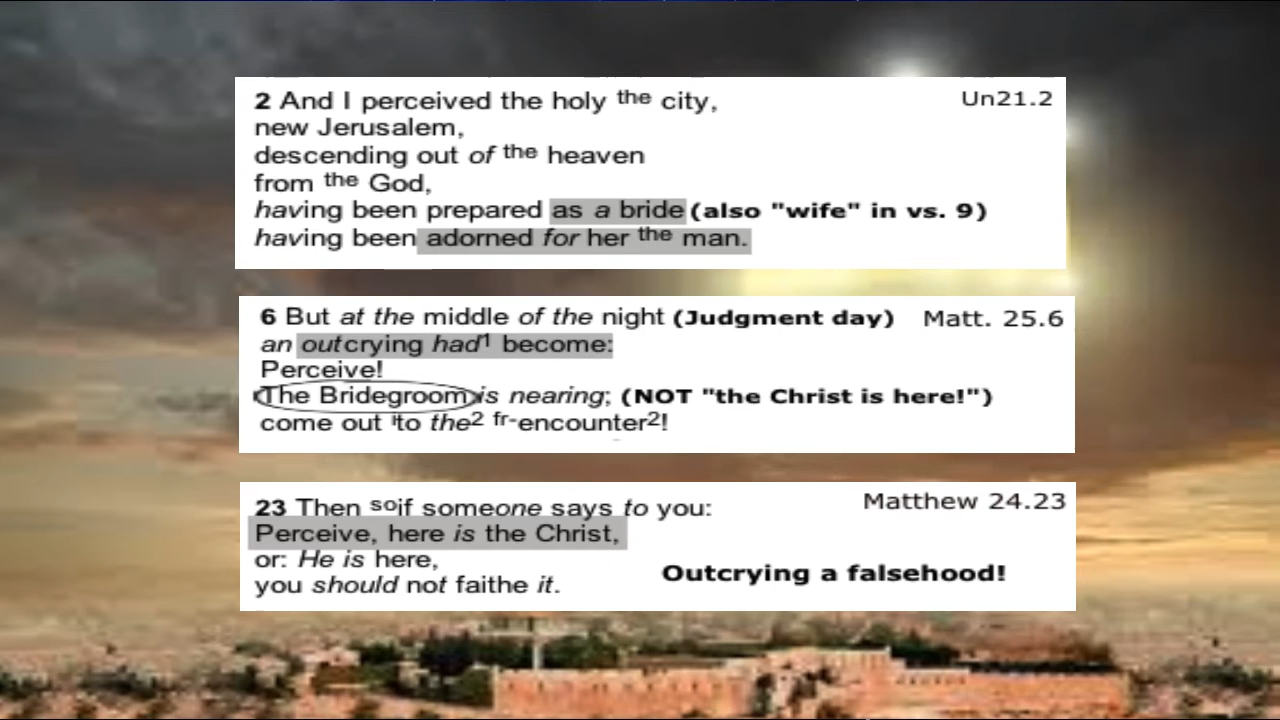 2 And I perceived the holy the city, Un21.2
new Jerusalem,
descending out of the heaven
from the God,
having been prepared as a bride (also "wife" in vs. 9)
having been adorned for her the man.
6 But at the middle of the night (Judgment day) Matt. 25.6
an outcrying had1 become:
Perceive!
The Bridegroom is nearing; (NOT "the Christ is here!")
come out 'to the2 fr-encounter2!
23 Then soif someone says to you: Matthew 24.23
Perceive, here is the Christ,
or: He is here,
you should not faithe it. Outcrying a falsehood!